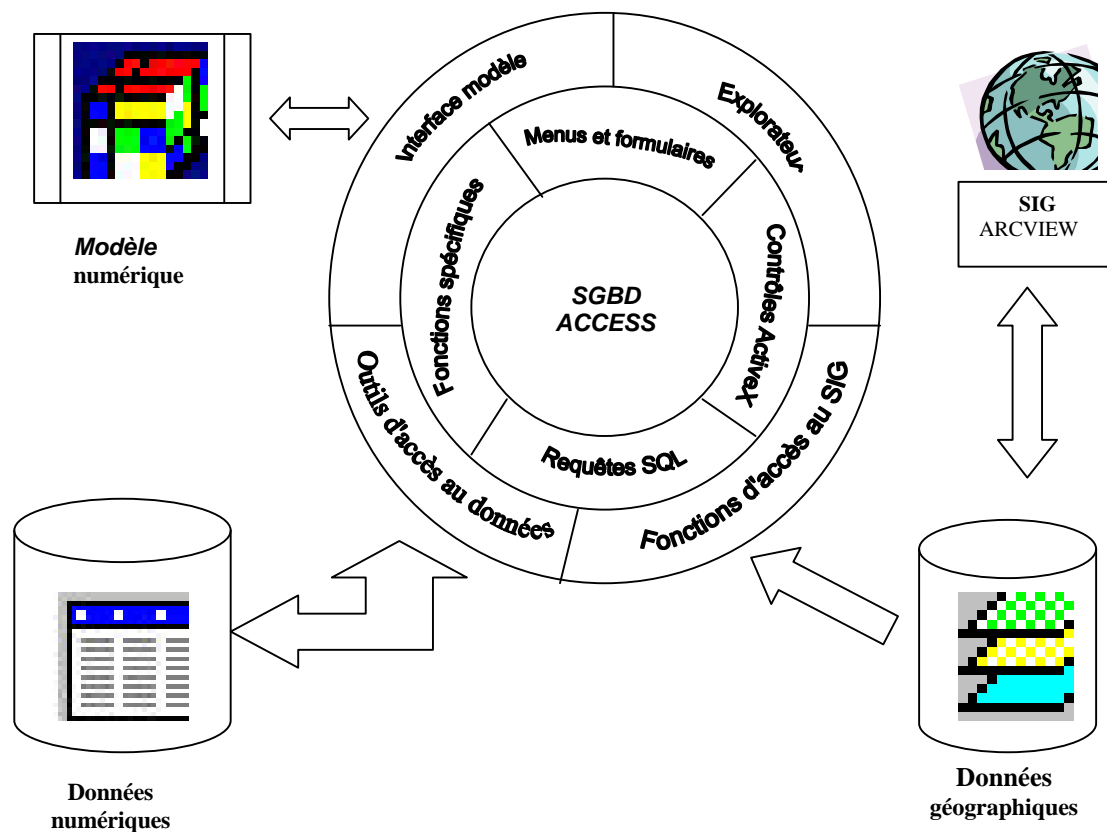 Interface modèle
Explorateur
Menus et formulaires
Fonctions spécifiques
Contrôles ActiveX
SIG
ARCVIEW
Modèle
numérique
SGBD
ACCESS
Outils d'accès au données
Requêtes SQL
Fonctions d'accès au SIG
Données
numériques
Données
géographiques